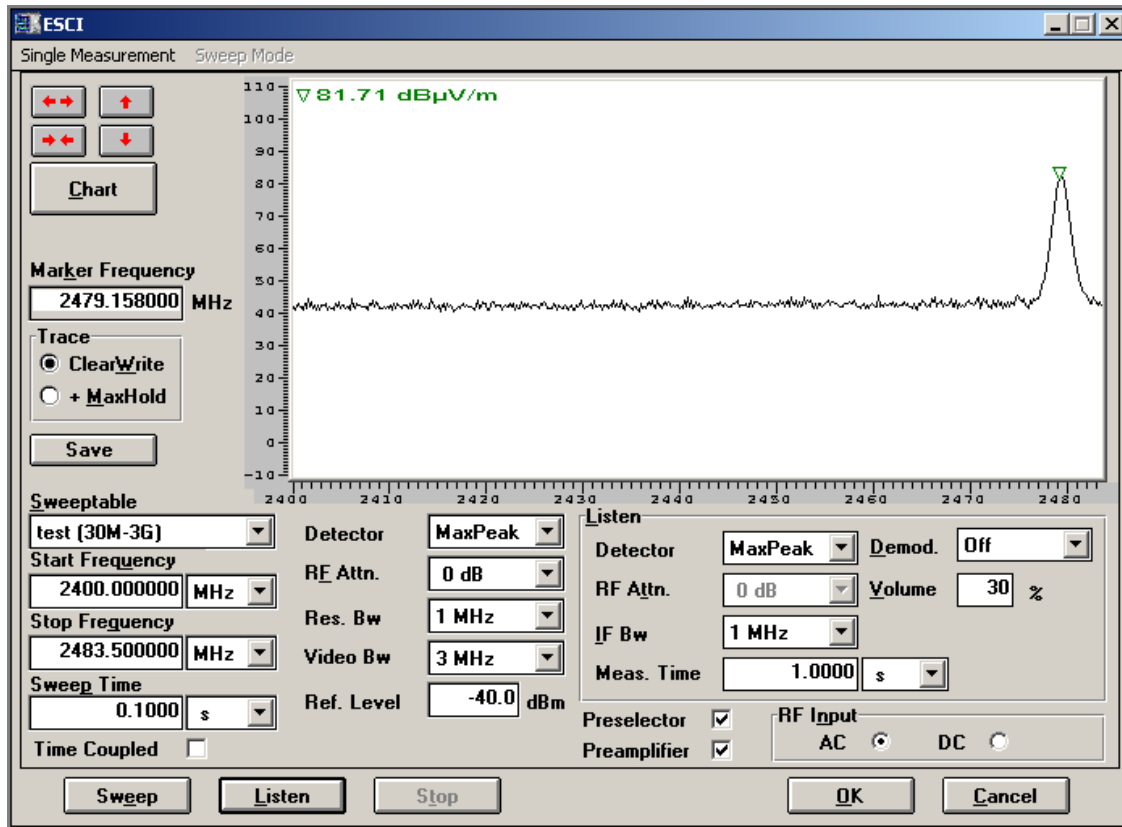 ESCI
Single Measurement Sweep Mode
▽81.71 dBµV/m
110
100
90
80
70
60
50
40
30
20
10
0
-10
2400 2410 2420 2430 2440 2450 2460 2470 2480
Chart
Marker Frequency
2479.158000 MHz
Trace
ClearWrite
+ MaxHold
Save
Sweeptable
test (30M-3G)
Start Frequency
2400.000000 MHz
Stop Frequency
2483.500000 MHz
Sweep Time
0.1000 s
Time Coupled
Detector MaxPeak
RF Attn. 0 dB
Res. Bw 1 MHz
Video Bw 3 MHz
Ref. Level -40.0 dBm
Listen
Detector MaxPeak Demod. Off
RF Attn. 0 dB Volume 30 %
IF Bw 1 MHz
Meas. Time 1.0000 s
Preselector
Preamplifier
RF Input
AC DC
Sweep Listen Stop OK Cancel